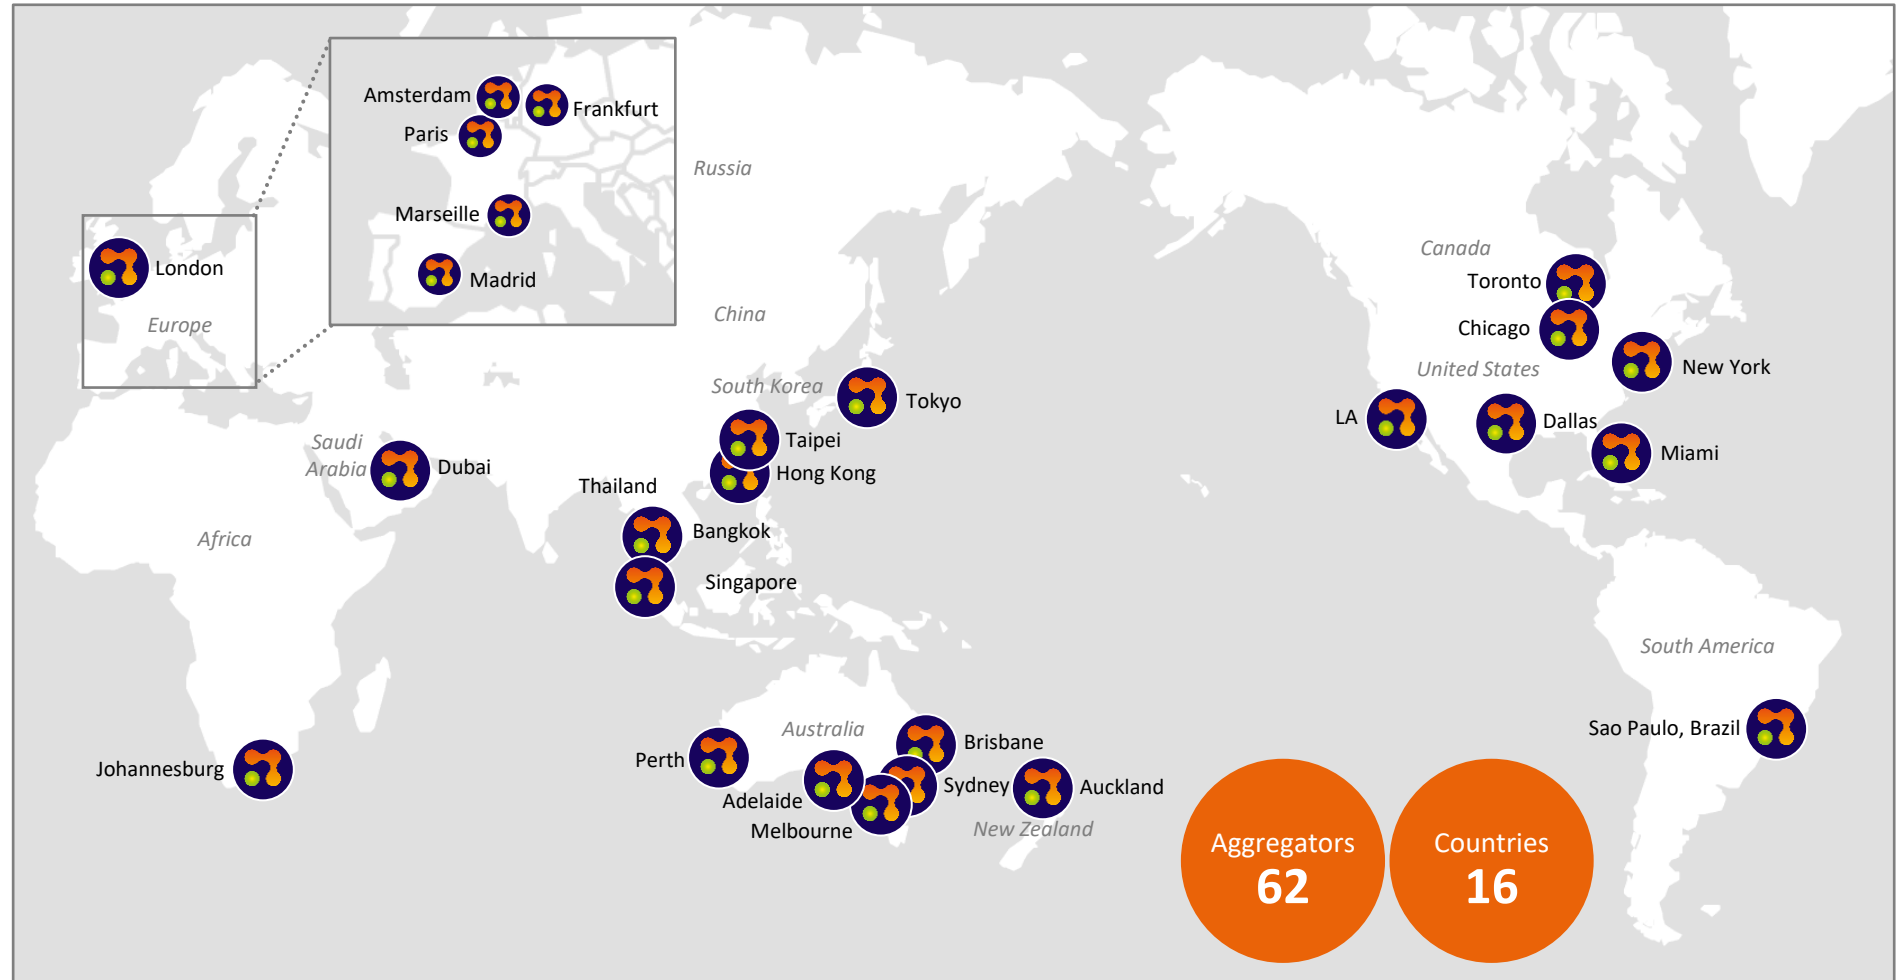 Amsterdam
Frankfurt
Paris
Marseille
Madrid
London
Europe
Russia
China
South Korea
Tokyo
Taipei
Hong Kong
Saudi
Arabia
Dubai
Thailand
Bangkok
Singapore
Africa
Johannesburg
Australia
Perth
Brisbane
Sydney
Adelaide
Melbourne
Auckland
New Zealand
Canada
Toronto
Chicago
United States
New York
LA
Dallas
Miami
South America
Sao Paulo, Brazil
Aggregators
62
Countries
16